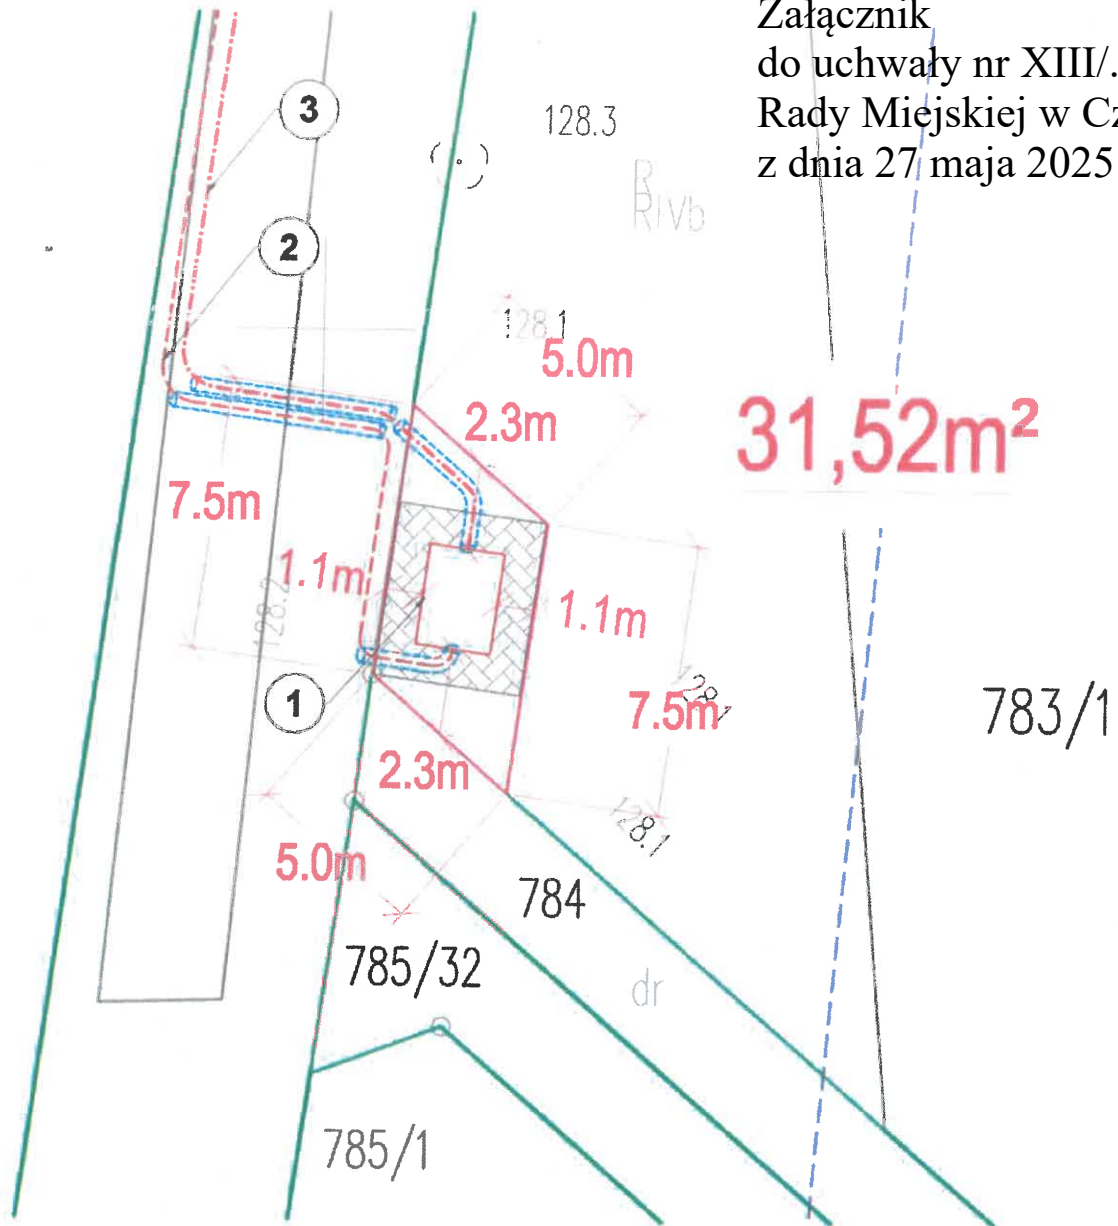 Załącznik
do uchwały nr XIII/.
Rady Miejskiej w Cz
z dnia 27 maja 2025
3
128.3
R
RIVb
2
128.1
5.0m
2.3m
31,52m²
7.5m
1.1m
128.2
1.1m
1
128.1
7.5m
783/1
2.3m
128.1
5.0m
784
785/32
dr
785/1